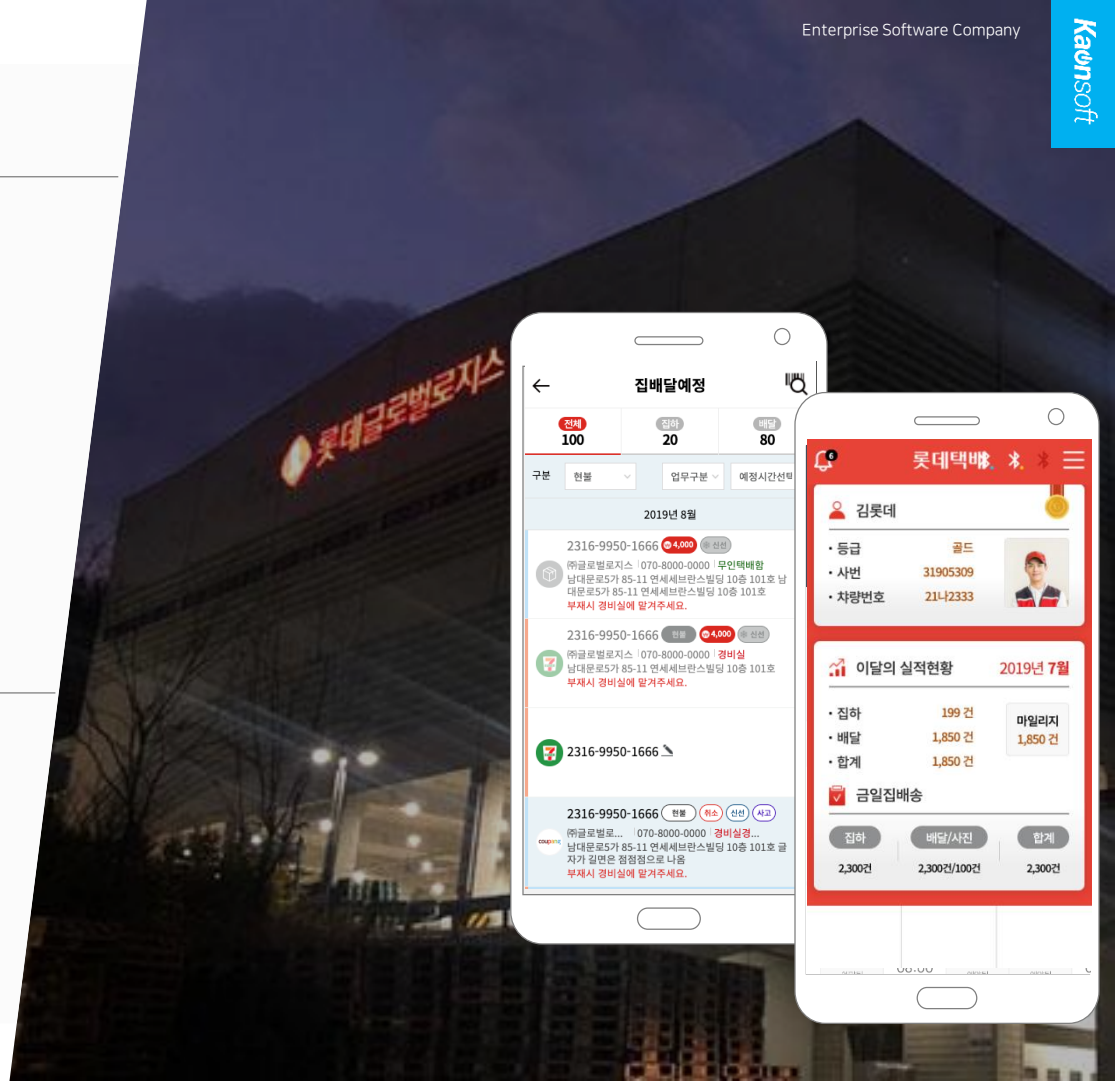 Enterprise Software Company
Kaonsoft
롯데글로벌로지스
집배달예정
전체 집하 배달
100 20 80
구분 현불 업무구분 예정시간선택
2019년 8월
2316-9950-1666 4,000 신선
㈜글로벌로지스 070-8000-0000 무인택배함
남대문로5가 85-11 연세세브란스빌딩 10층 101호 남
대문로5가 85-11 연세세브란스빌딩 10층 101호
부재시 경비실에 맡겨주세요.
2316-9950-1666 현불 4,000 신선
㈜글로벌로지스 070-8000-0000 경비실
남대문로5가 85-11 연세세브란스빌딩 10층 101호
부재시 경비실에 맡겨주세요.
2316-9950-1666
2316-9950-1666 현불 취소 신선 사고
coupang
㈜글로벌로... 070-8000-0000 경비실경...
남대문로5가 85-11 연세세브란스빌딩 10층 101호 글
자가 길면은 점점점으로 나옴
부재시 경비실에 맡겨주세요.
6
롯데택배
김롯데
· 등급 골드
· 사번 31905309
· 차량번호 21나2333
이달의 실적현황 2019년 7월
· 집하 199 건
· 배달 1,850 건
· 합계 1,850 건
마일리지
1,850 건
금일집배송
집하 배달/사진 합계
2,300건 2,300건/100건 2,300건